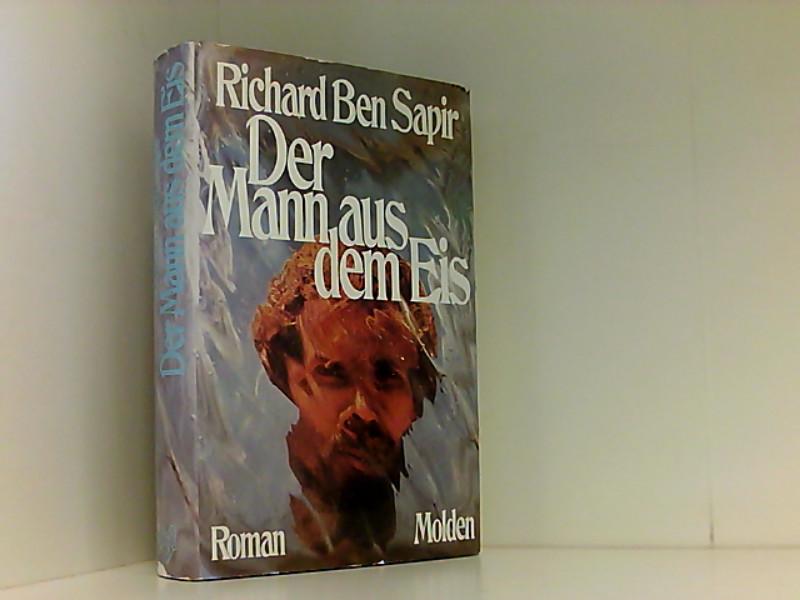 Der Mann aus dem Eis
Richard Ben Sapir
Der
Mann aus
dem Eis
Roman
Molden